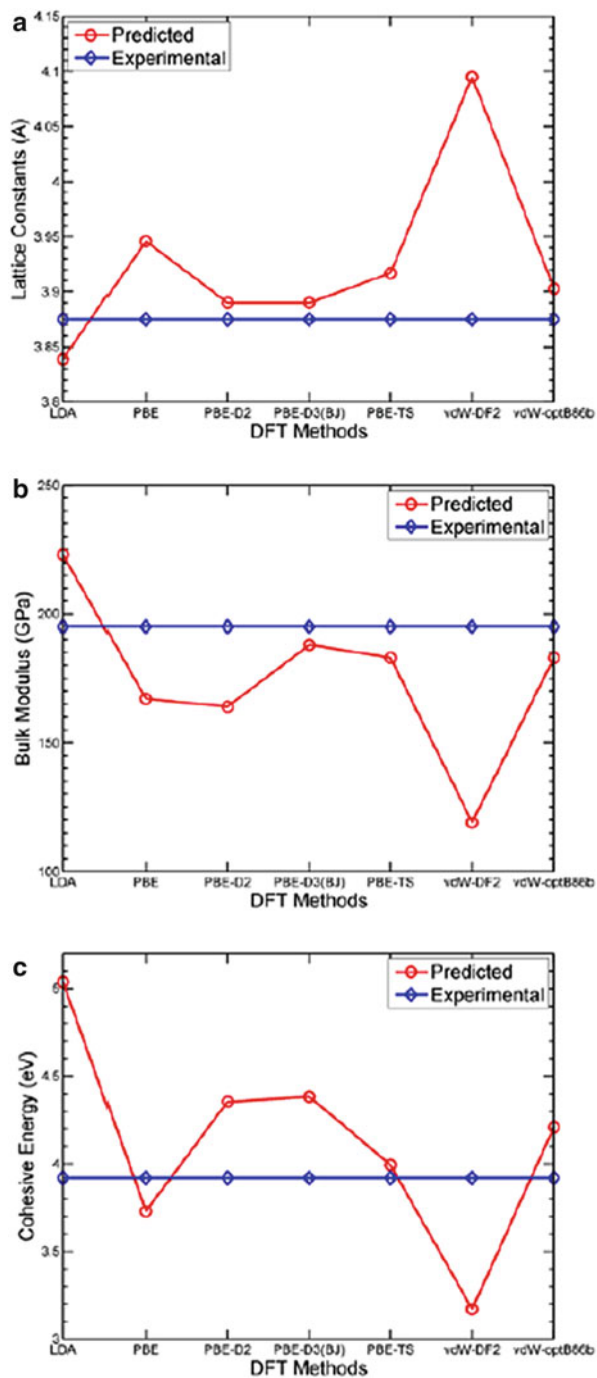 a
4.15
Predicted
Experimental
4.1
4.05
4
3.95
3.9
3.85
3.8
Lattice Constants (A)
LDA PBE PBE-D2 PBE-D3(BJ) PBE-TS vdW-DF2 vdW-optB86b
DFT Methods
b
250
Predicted
Experimental
200
150
100
Bulk Modulus (GPa)
LDA PBE PBE-D2 PBE-D3(BJ) PBE-TS vdW-DF2 vdW-optB86b
DFT Methods
c
Predicted
Experimental
5
4.5
4
3.5
3
Cohesive Energy (eV)
LDA PBE PBE-D2 PBE-D3(BJ) PBE-TS vdW-DF2 vdW-optB86b
DFT Methods